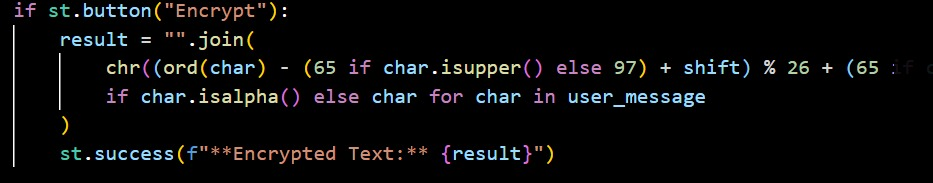 if st.button("Encrypt"):
    result = "".join(
        chr((ord(char) - (65 if char.isupper() else 97) + shift) % 26 + (65 if
        if char.isalpha() else char for char in user_message
    )
    st.success(f"**Encrypted Text:** {result}")